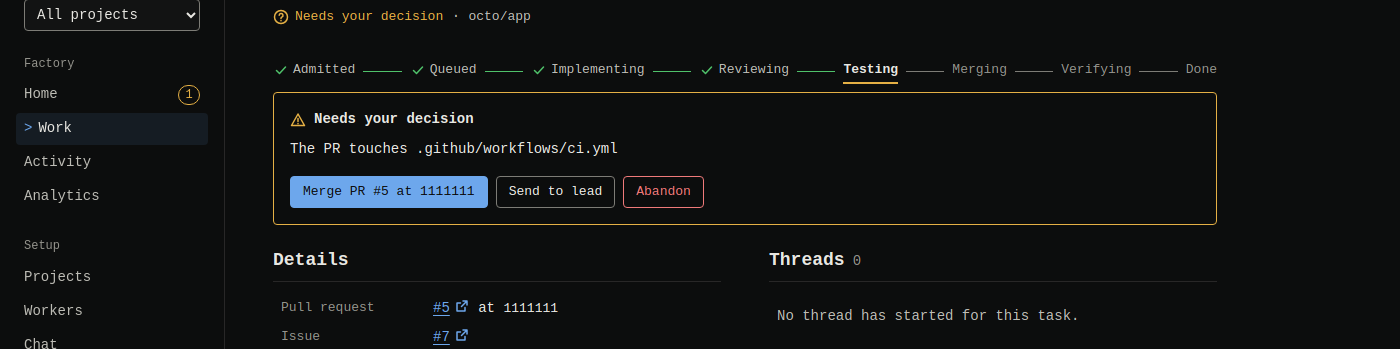 All projects
Needs your decision · octo/app
Factory
Home 1
> Work
Activity
Analytics
Setup
Projects
Workers
Chat
Admitted Queued Implementing Reviewing Testing Merging Verifying Done
Needs your decision
The PR touches .github/workflows/ci.yml
Merge PR #5 at 1111111 Send to lead Abandon
Details
Pull request #5 at 1111111
Issue #7
Threads 0
No thread has started for this task.